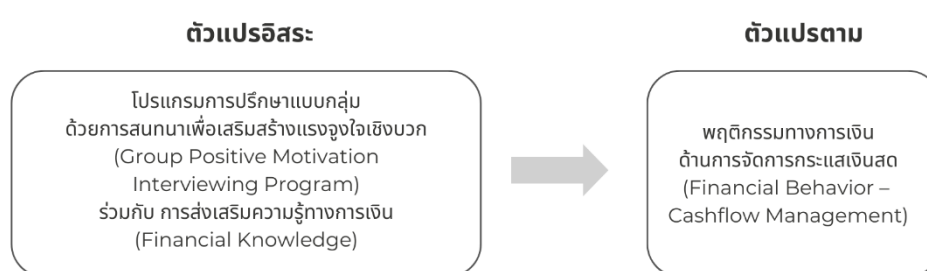 ตัวแปรอิสระ
ตัวแปรตาม
โปรแกรมการปรึกษาแบบกลุ่ม
ด้วยการสนทนาเพื่อเสริมสร้างแรงจูงใจเชิงบวก
(Group Positive Motivation
Interviewing Program)
ร่วมกับ การส่งเสริมความรู้ทางการเงิน
(Financial Knowledge)
พฤติกรรมทางการเงิน
ด้านการจัดการกระแสเงินสด
(Financial Behavior –
Cashflow Management)